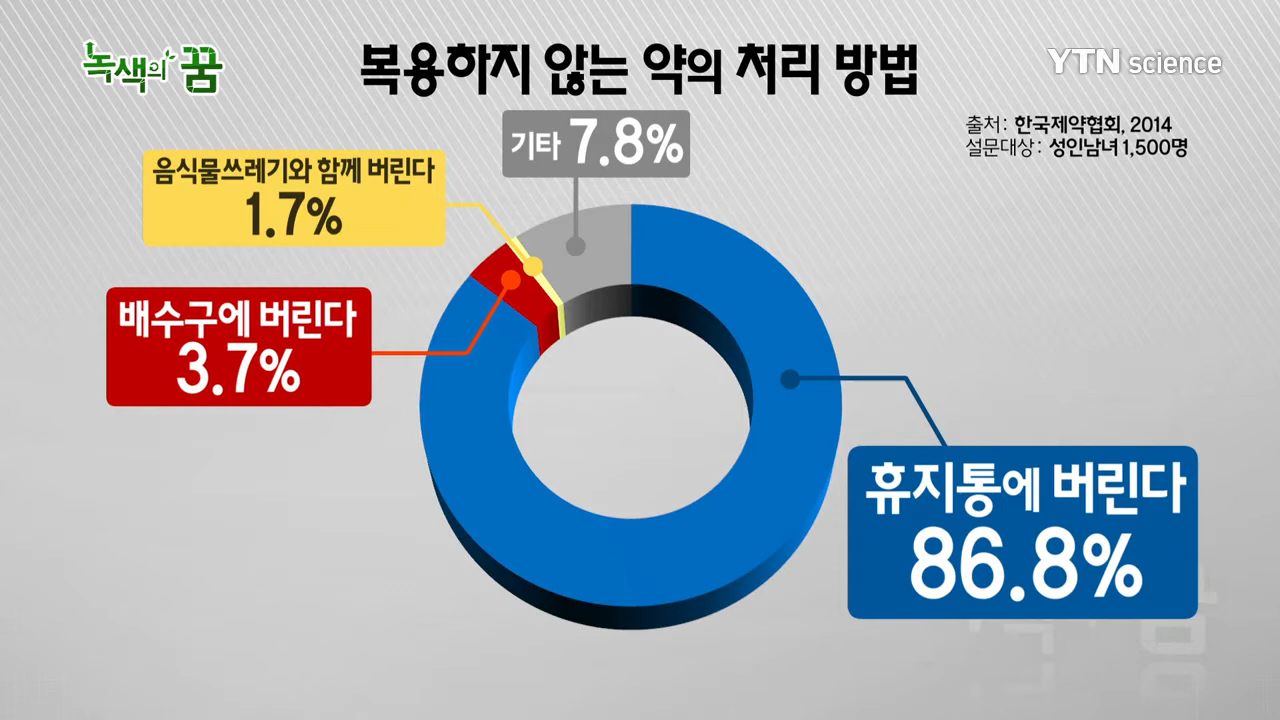 녹색의 꿈
복용하지 않는 약의 처리 방법
YTN science
출처: 한국제약협회, 2014
설문대상: 성인남녀 1,500명
기타 7.8%
음식물쓰레기와 함께 버린다
1.7%
배수구에 버린다
3.7%
휴지통에 버린다
86.8%